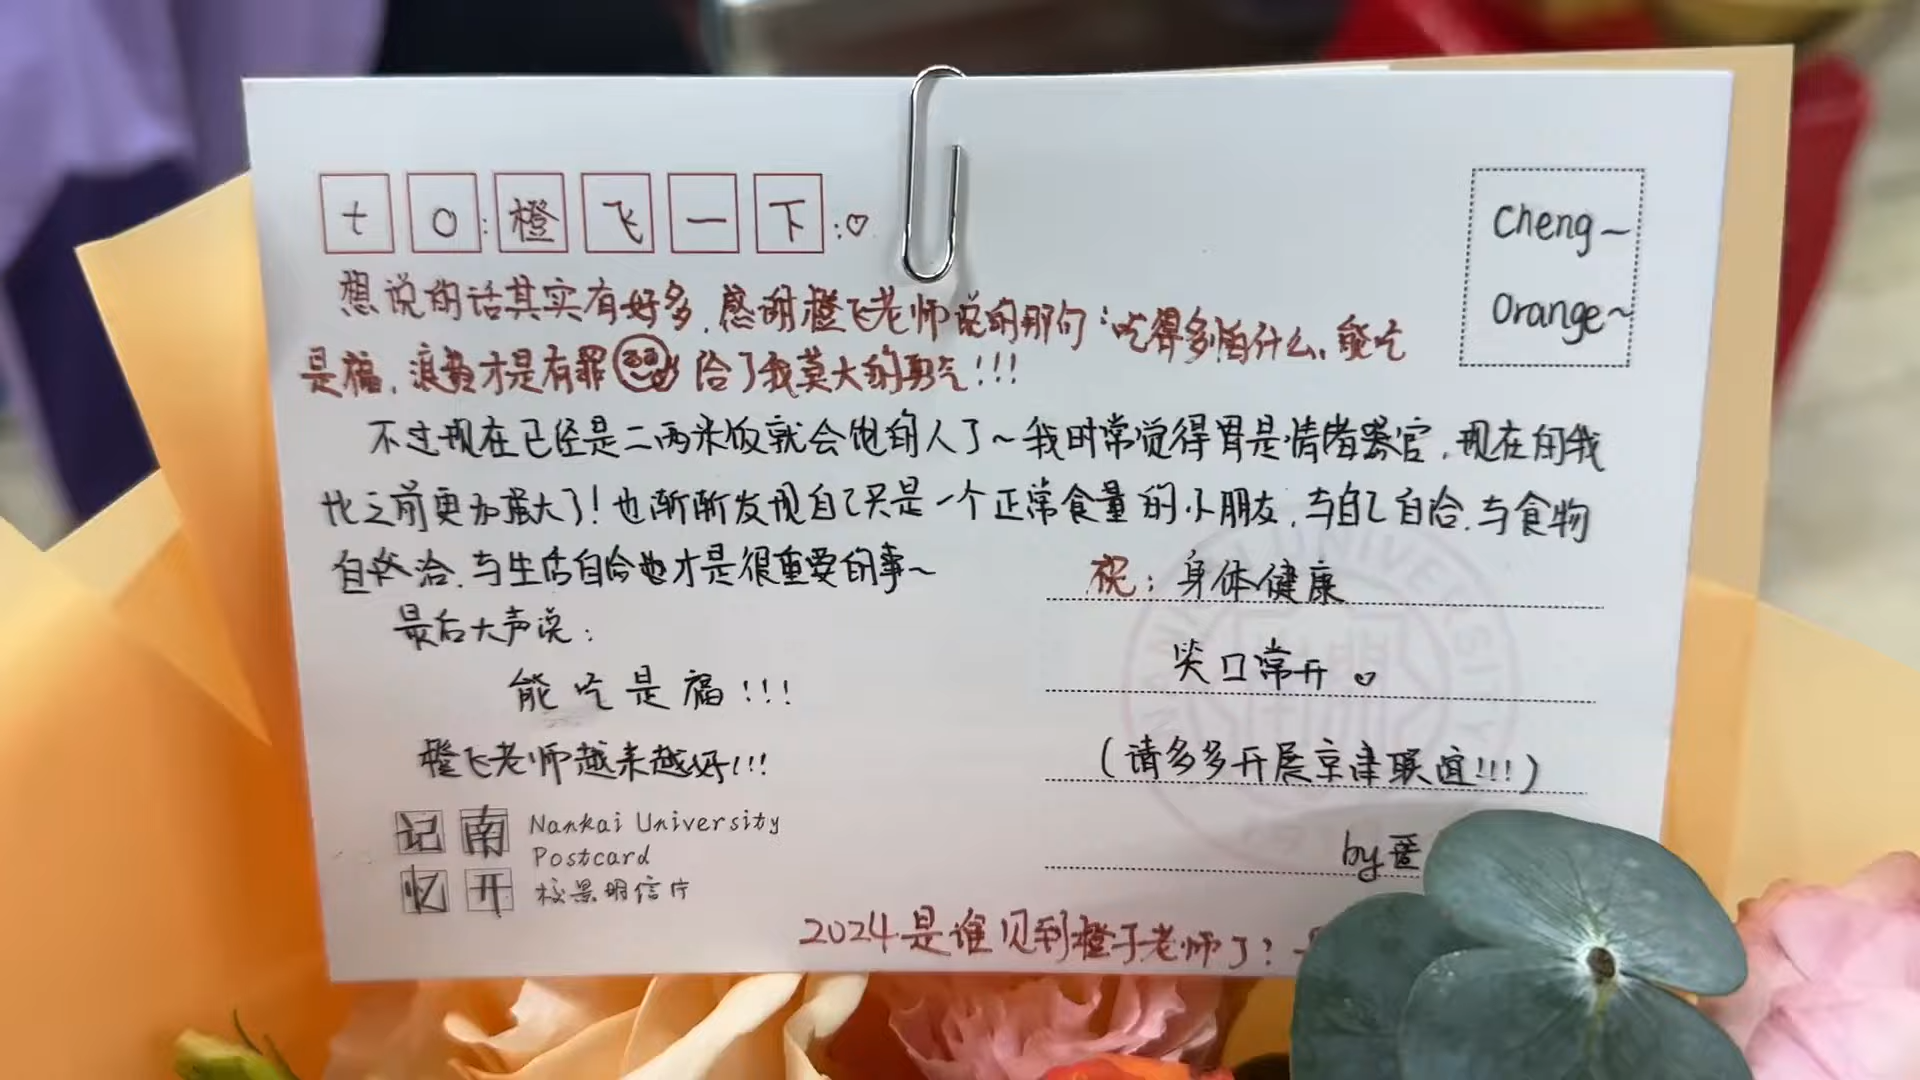 to:橙飞一下:♡
Cheng~
Orange~
想说的话其实有好多,感谢橙飞老师说的那句:吃得多怕什么,能吃
是福,浪费才是有罪 给了我莫大的勇气!!!
不过现在已经是二两米饭就会饱的人了~我时常觉得胃是情绪器官,现在的我
比之前更加强大了!也渐渐发现自己只是一个正常食量的小朋友,与自己自洽,与食物
自然洽,与生活自洽也才是很重要的事~
最后大声说:
能吃是福!!!
橙飞老师越来越好!!!
祝:身体健康
笑口常开
(请多多开展京津联谊!!!)
by匿
记南 Nankai University
Postcard
忆开 校景明信片
2024是谁见到橙子老师了?
NANKAI UNIVERSITY